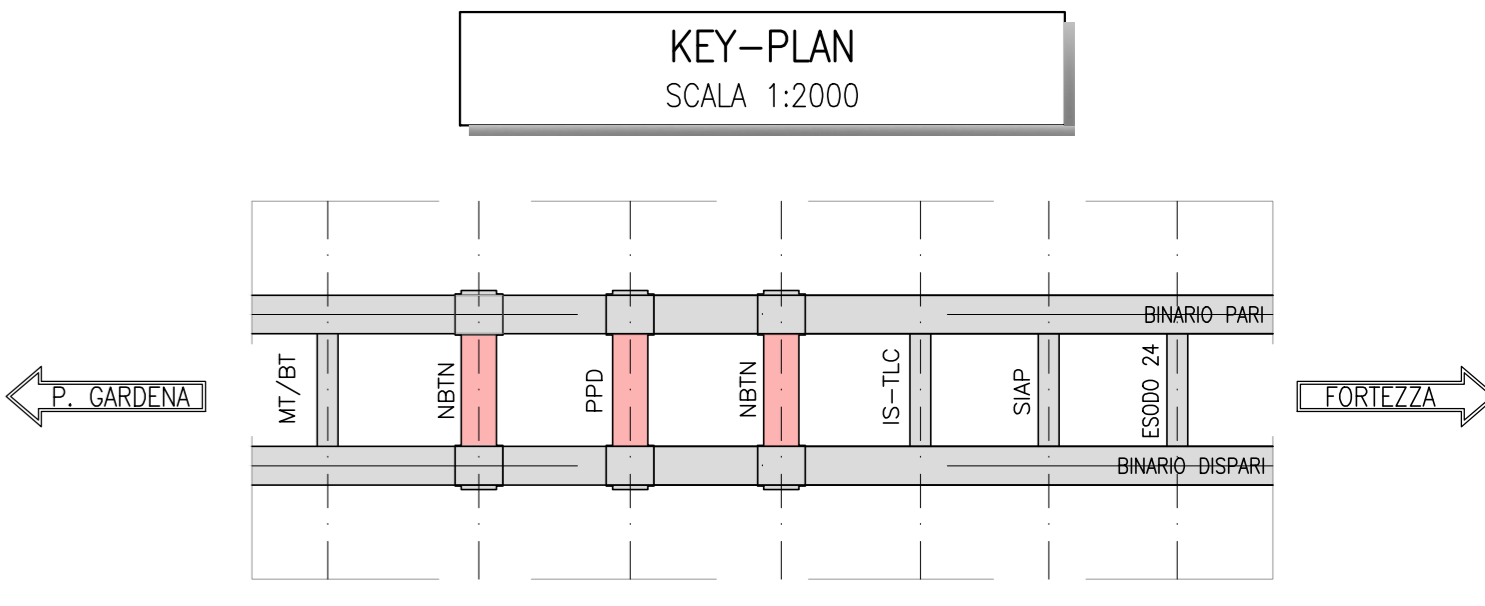 KEY-PLAN
SCALA 1:2000
BINARIO PARI
MT/BT
NBTN
PPD
NBTN
IS-TLC
SIAP
ESODO 24
P. GARDENA
FORTEZZA
BINARIO DISPARI